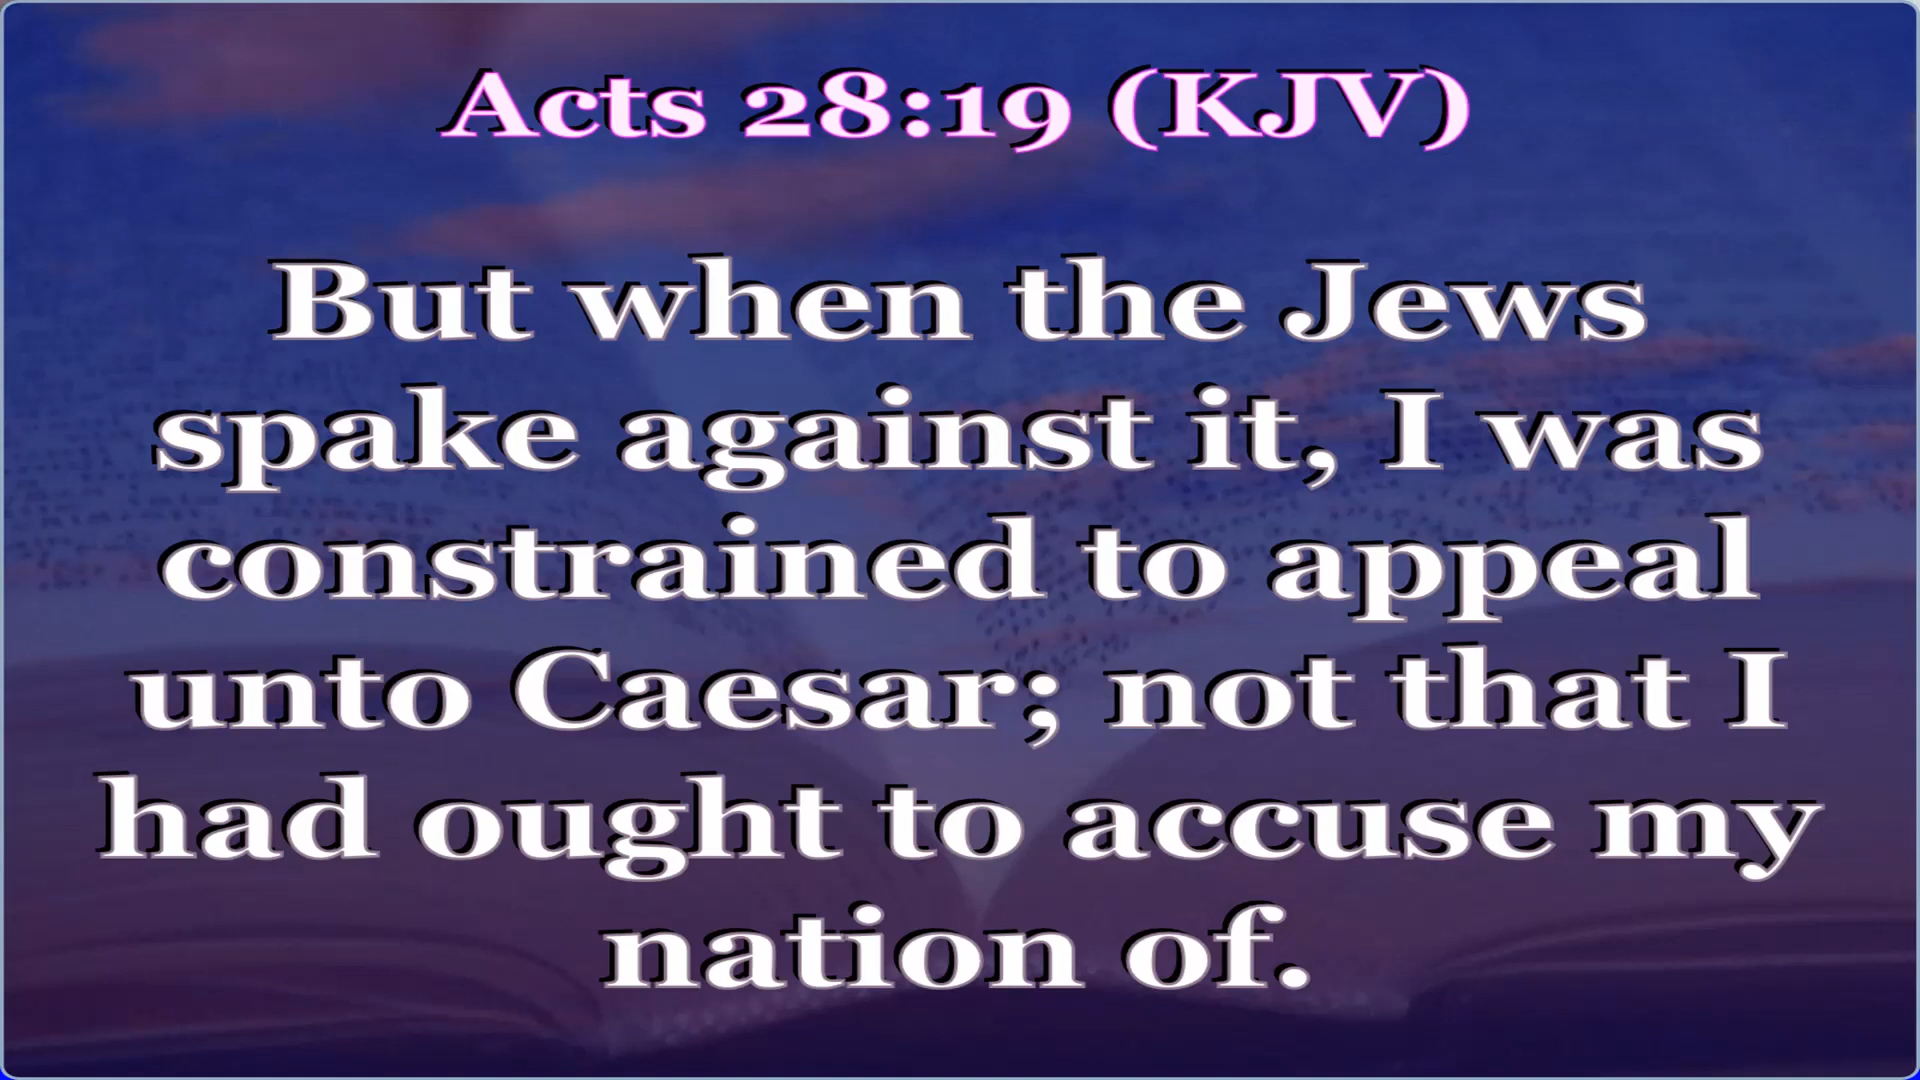 Acts 28:19 (KJV)
But when the Jews
spake against it, I was
constrained to appeal
unto Caesar; not that I
had ought to accuse my
nation of.